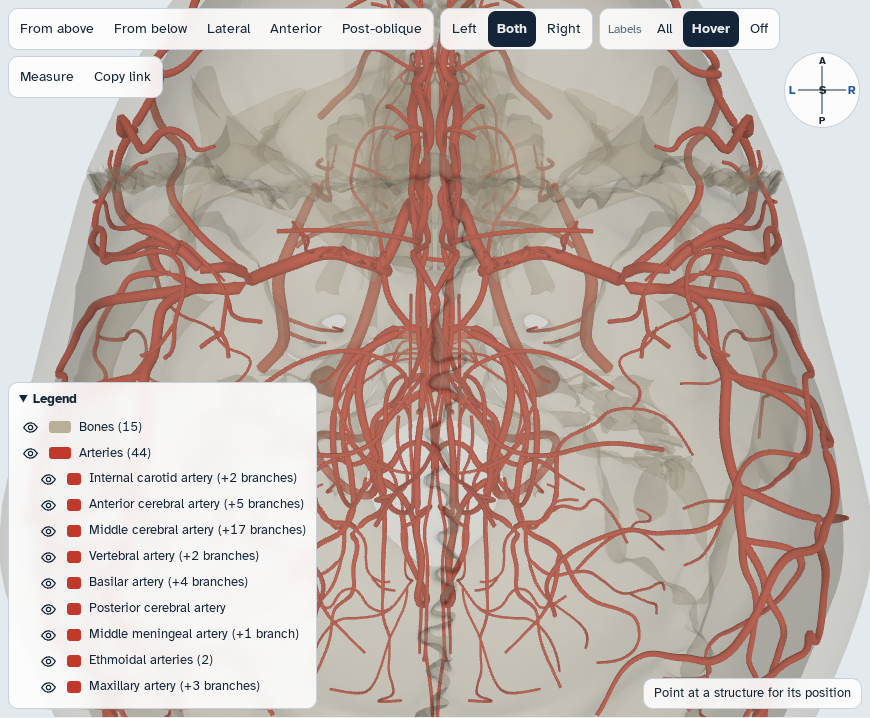 From above From below Lateral Anterior Post-oblique Left Both Right Labels All Hover Off
Measure Copy link
A
L S R
P
▼ Legend
Bones (15)
Arteries (44)
Internal carotid artery (+2 branches)
Anterior cerebral artery (+5 branches)
Middle cerebral artery (+17 branches)
Vertebral artery (+2 branches)
Basilar artery (+4 branches)
Posterior cerebral artery
Middle meningeal artery (+1 branch)
Ethmoidal arteries (2)
Maxillary artery (+3 branches)
Point at a structure for its position